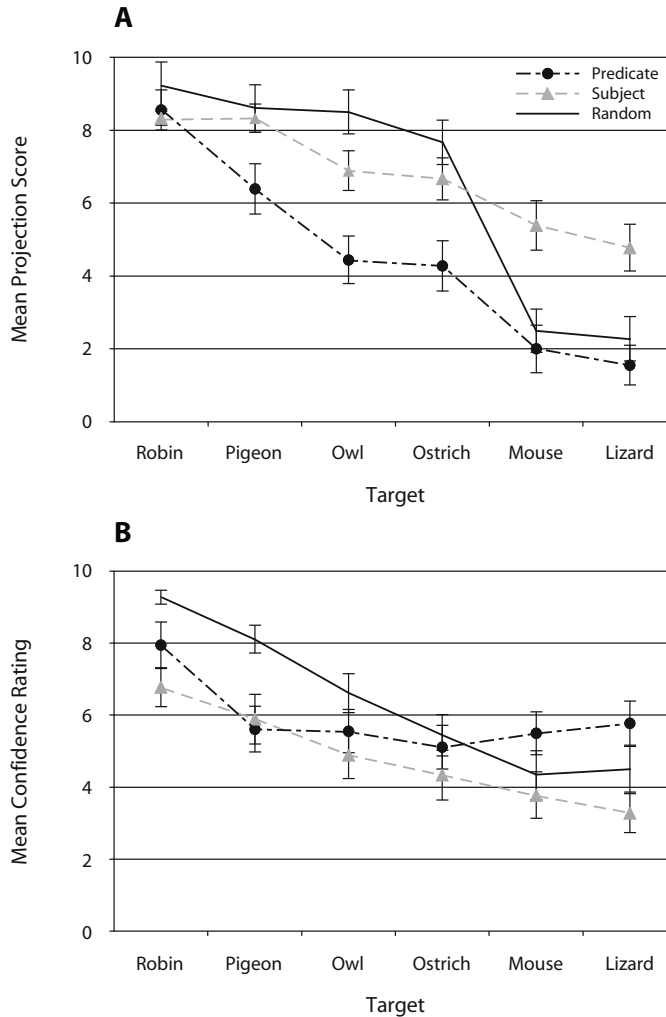 A
10
8
6
4
2
0
Mean Projection Score
Predicate
Subject
Random
Robin Pigeon Owl Ostrich Mouse Lizard
Target
B
10
8
6
4
2
0
Mean Confidence Rating
Robin Pigeon Owl Ostrich Mouse Lizard
Target